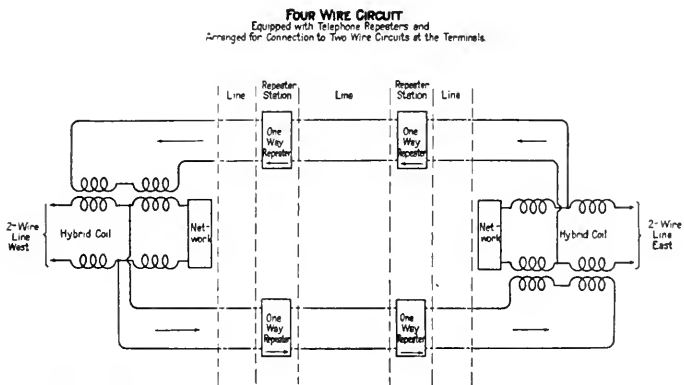 FOUR WIRE CIRCUIT
Equipped with Telephone Repeaters and
Arranged for Connection to Two Wire Circuits at the Terminals.
Line
Repeater
Station
Line
Repeater
Station
Line
One
Way
Repeater
One
Way
Repeater
2-Wire
Line
West
Hybrid Coil
Net-
work
Net-
work
Hybrid Coil
2-Wire
Line
East
One
Way
Repeater
One
Way
Repeater